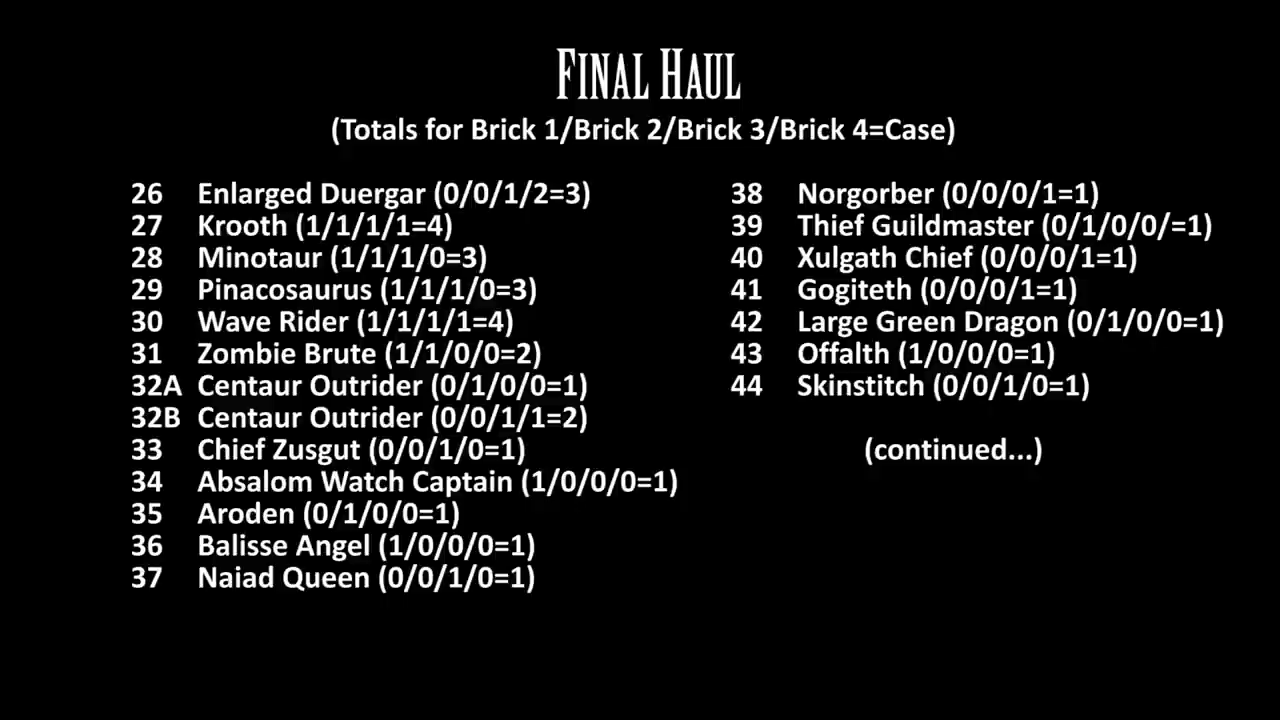 Final Haul
(Totals for Brick 1/Brick 2/Brick 3/Brick 4=Case)
26 Enlarged Duergar (0/0/1/2=3)
27 Krooth (1/1/1/1=4)
28 Minotaur (1/1/1/0=3)
29 Pinacosaurus (1/1/1/0=3)
30 Wave Rider (1/1/1/1=4)
31 Zombie Brute (1/1/0/0=2)
32A Centaur Outrider (0/1/0/0=1)
32B Centaur Outrider (0/0/1/1=2)
33 Chief Zusgut (0/0/1/0=1)
34 Absalom Watch Captain (1/0/0/0=1)
35 Aroden (0/1/0/0=1)
36 Balisse Angel (1/0/0/0=1)
37 Naiad Queen (0/0/1/0=1)
38 Norgorber (0/0/0/1=1)
39 Thief Guildmaster (0/1/0/0/=1)
40 Xulgath Chief (0/0/0/1=1)
41 Gogiteth (0/0/0/1=1)
42 Large Green Dragon (0/1/0/0=1)
43 Offalth (1/0/0/0=1)
44 Skinstitch (0/0/1/0=1)
(continued...)